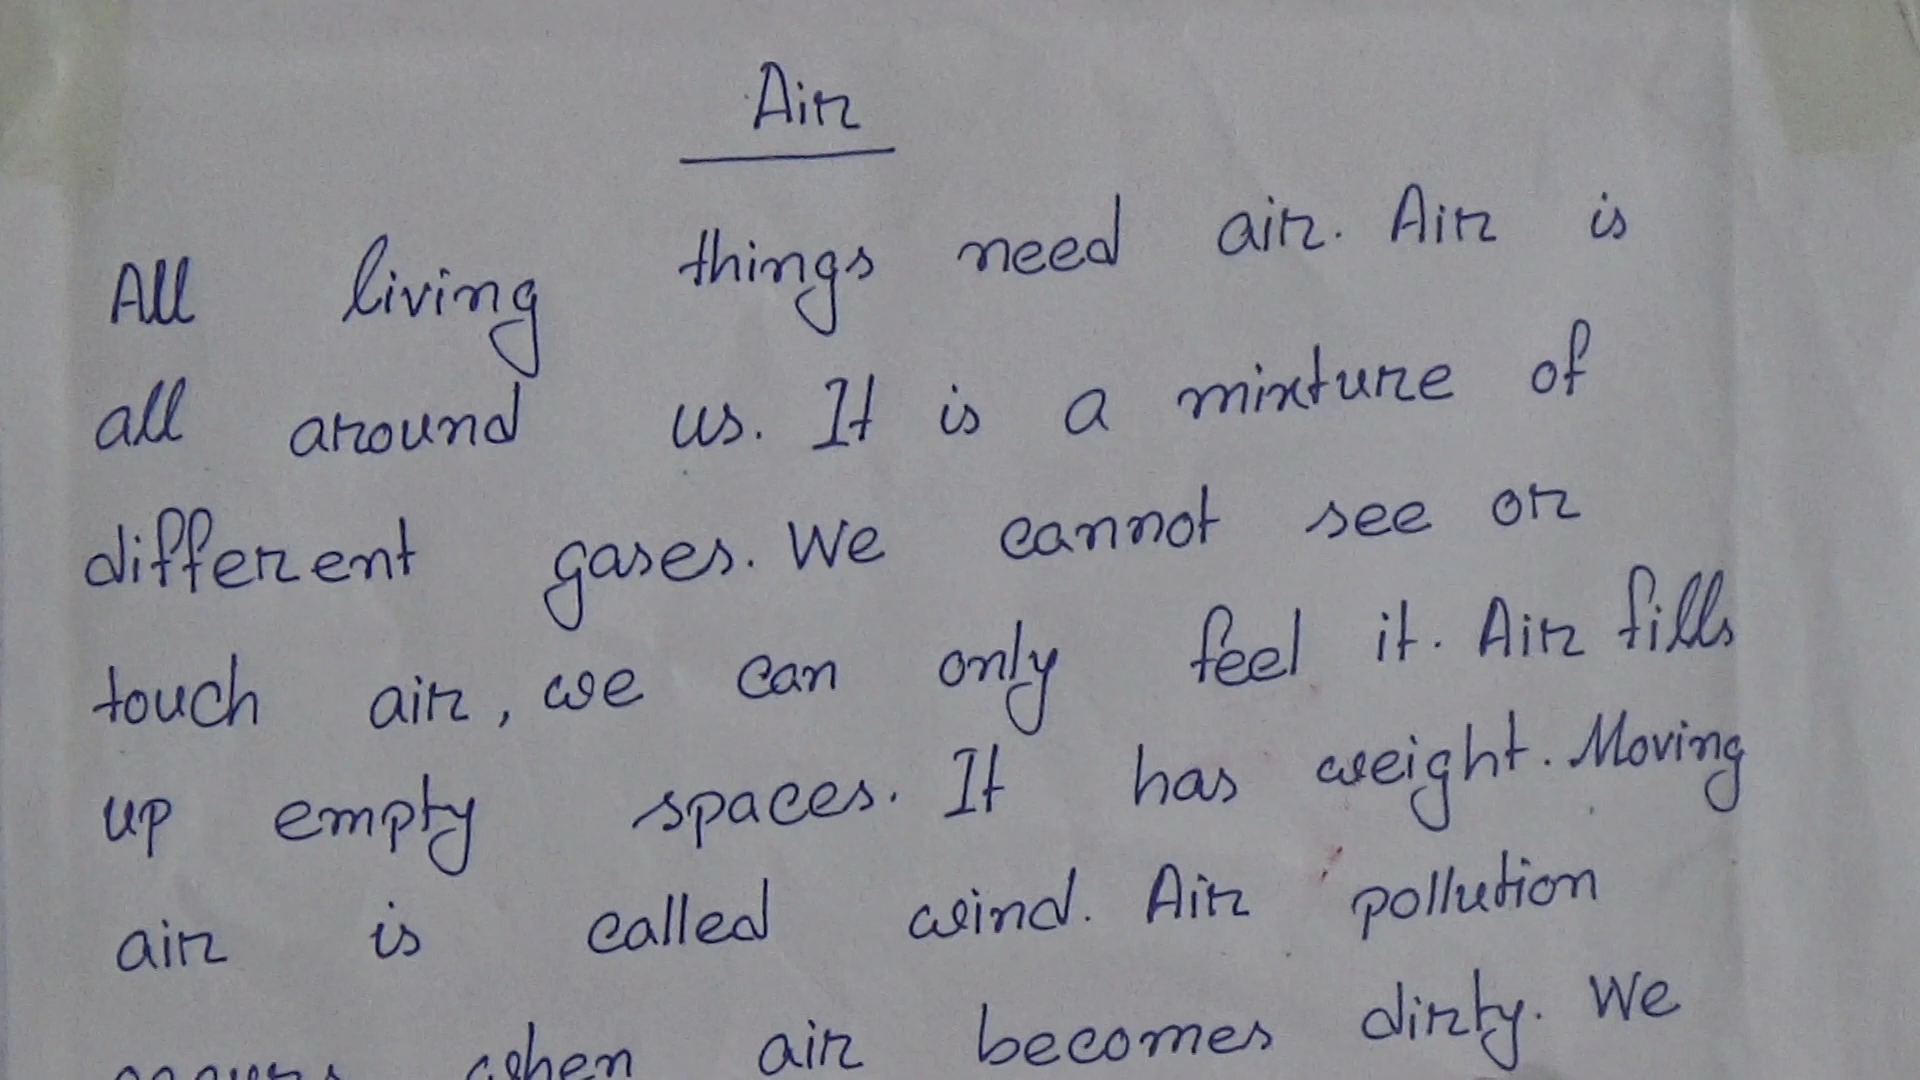 Air
All living things need air. Air is
all around us. It is a mixture of
different gases. We cannot see or
touch air, we can only feel it. Air fills
up empty spaces. It has weight. Moving
air is called wind. Air pollution
occurs when air becomes dirty. We